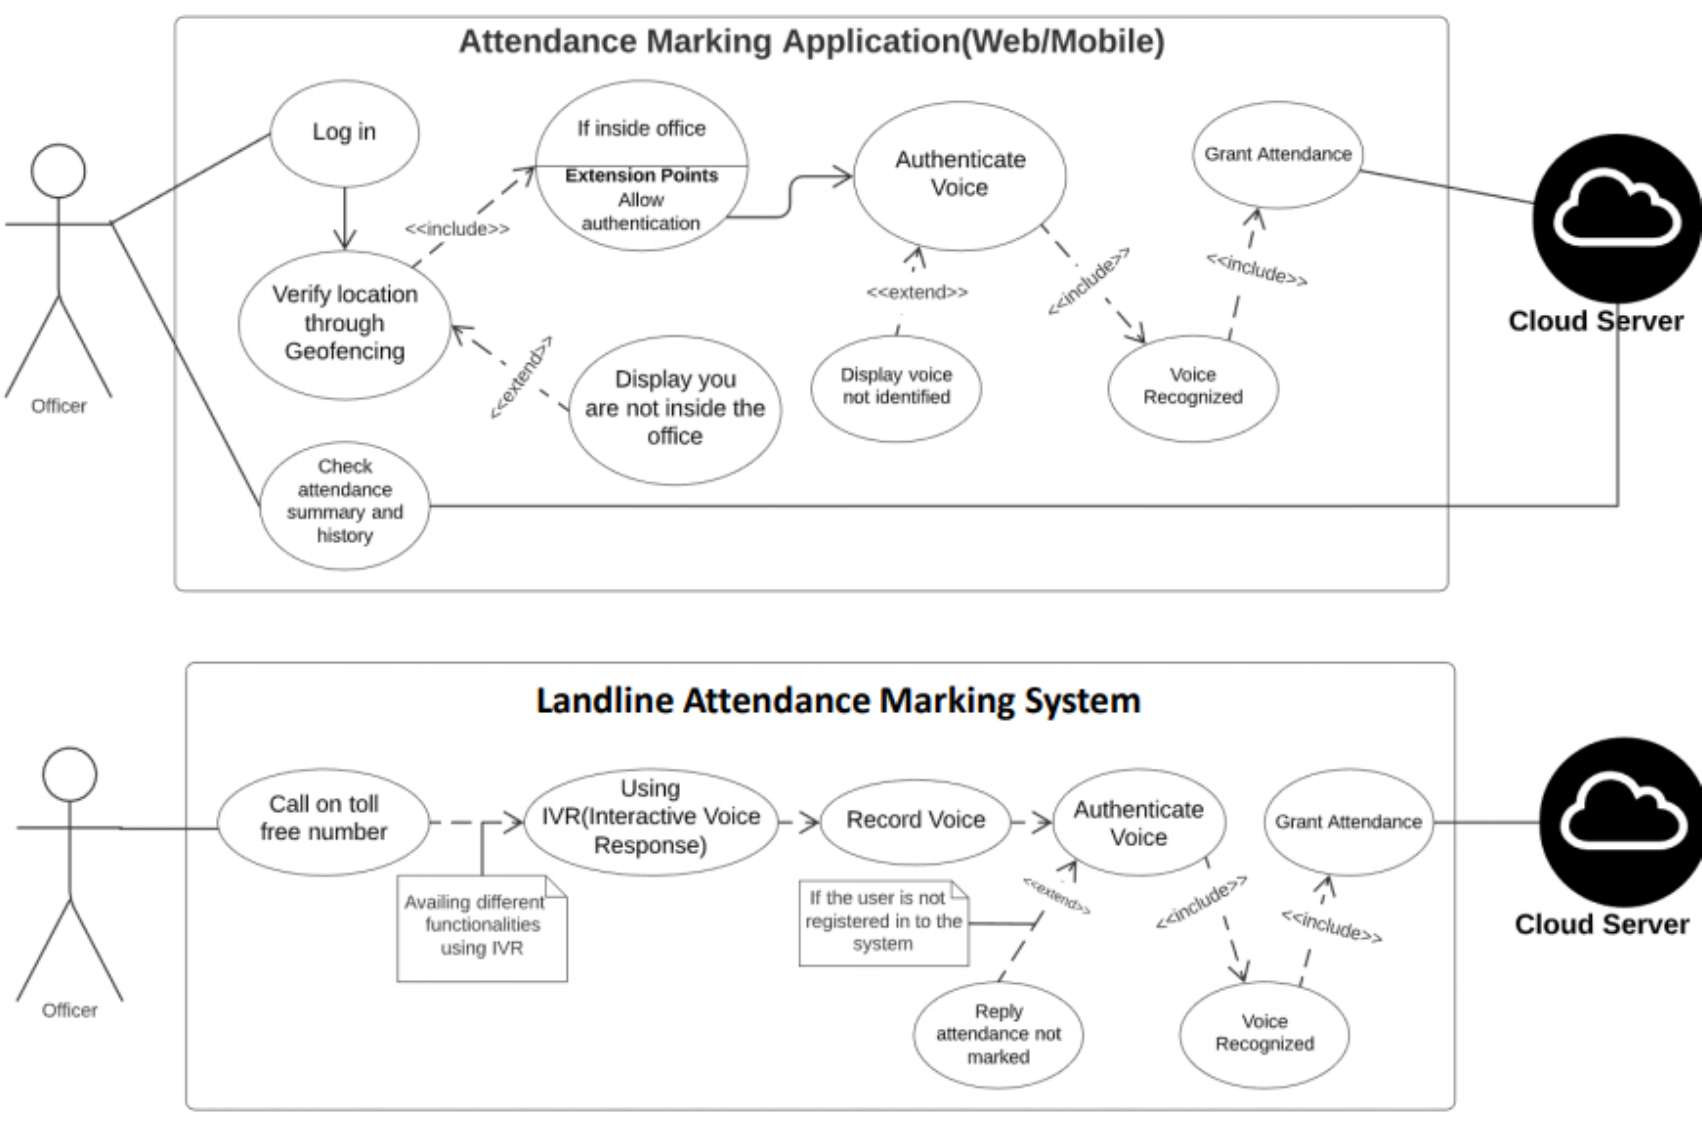 Attendance Marking Application(Web/Mobile)
Log in
If inside office
Extension Points
Allow
authentication
Authenticate
Voice
Grant Attendance
<<include>>
<<include>>
<<include>>
<<extend>>
Verify location
through
Geofencing
<<extend>>
Display you
are not inside the
office
Display voice
not identified
Voice
Recognized
Cloud Server
Officer
Check
attendance
summary and
history
Landline Attendance Marking System
Call on toll
free number
Using
IVR(Interactive Voice
Response)
Record Voice
Authenticate
Voice
Grant Attendance
Availing different
functionalities
using IVR
If the user is not
registered in to the
system
<<extend>>
<<include>>
<<include>>
Cloud Server
Officer
Reply
attendance not
marked
Voice
Recognized